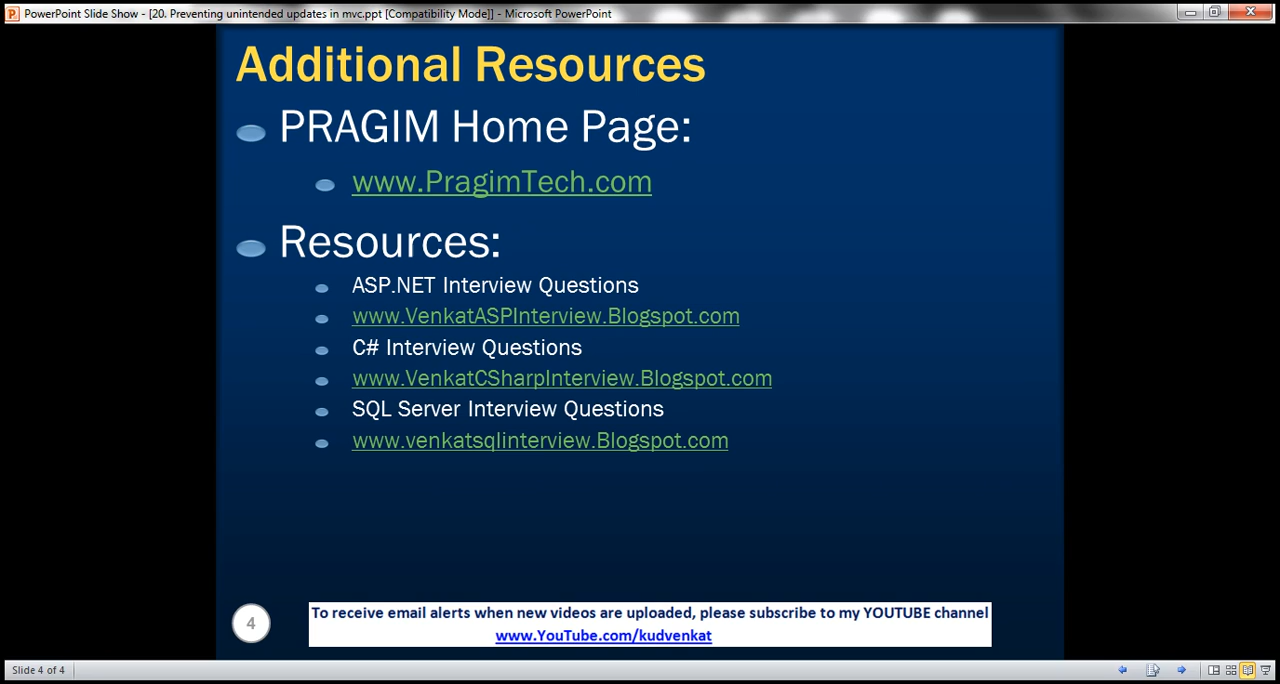 PowerPoint Slide Show - [20. Preventing unintended updates in mvc.ppt [Compatibility Mode]] - Microsoft PowerPoint
Additional Resources
PRAGIM Home Page:
www.PragimTech.com
Resources:
ASP.NET Interview Questions
www.VenkatASPInterview.Blogspot.com
C# Interview Questions
www.VenkatCSharpInterview.Blogspot.com
SQL Server Interview Questions
www.venkatsqlinterview.Blogspot.com
4
To receive email alerts when new videos are uploaded, please subscribe to my YOUTUBE channel
www.YouTube.com/kudvenkat
Slide 4 of 4